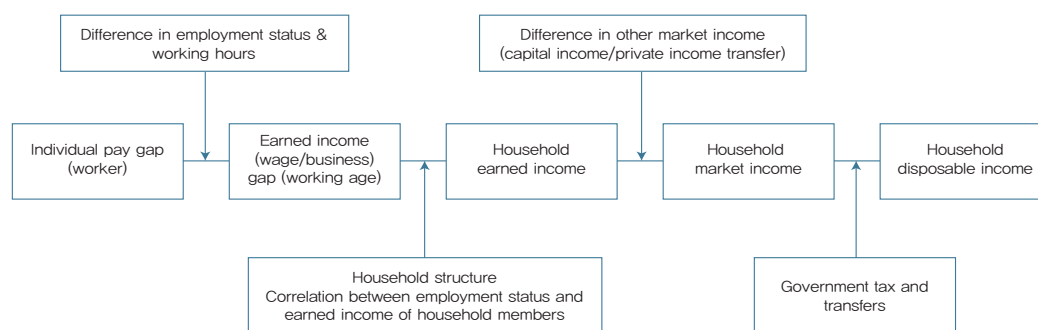 Difference in employment status &
working hours
Difference in other market income
(capital income/private income transfer)
Individual pay gap
(worker)
Earned income
(wage/business)
gap (working age)
Household
earned income
Household
market income
Household
disposable income
Household structure
Correlation between employment status and
earned income of household members
Government tax and
transfers